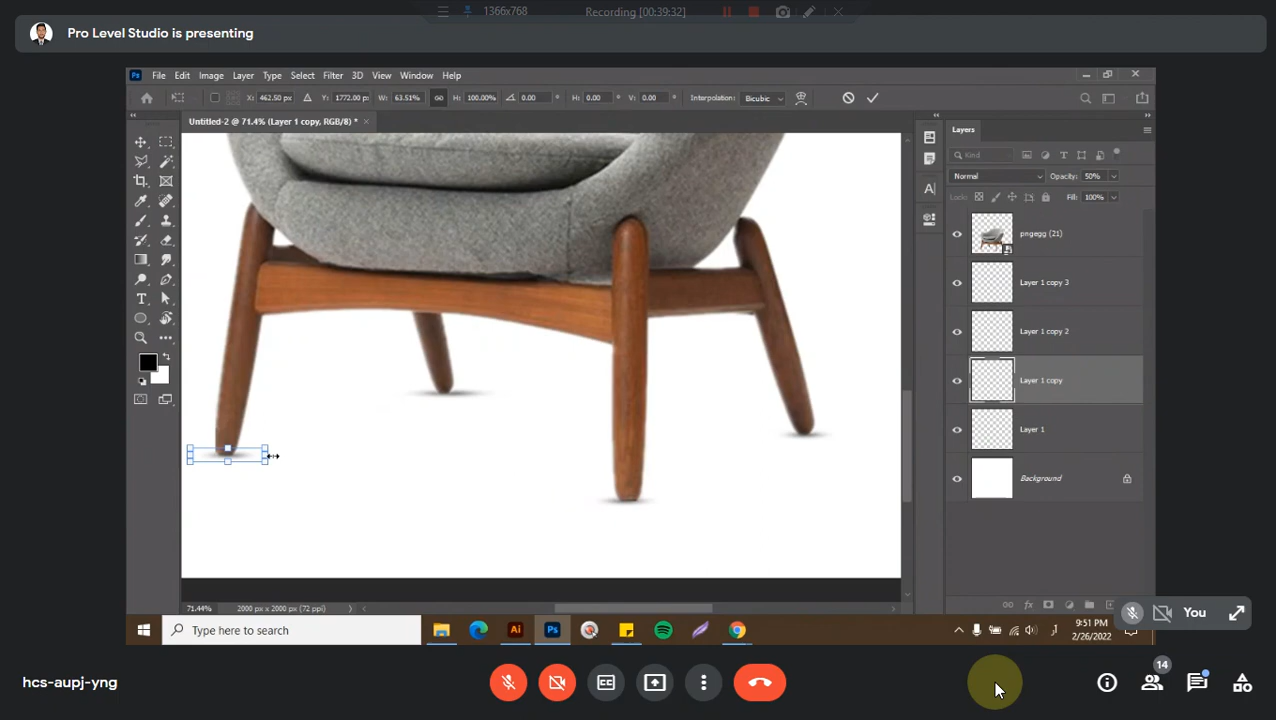 1366x768
Recording [00:39:32]
Pro Level Studio is presenting
Ps File Edit Image Layer Type Select Filter 3D View Window Help
X: 462.50 px Y: 1772.00 px W: 63.51% H: 100.00% 0.00 ° H: 0.00 ° V: 0.00 ° Interpolation: Bicubic
Untitled-2 @ 71.4% (Layer 1 copy, RGB/8) *
Layers
Kind
Normal Opacity: 50%
Lock: Fill: 100%
pngegg (21)
Layer 1 copy 3
Layer 1 copy 2
Layer 1 copy
Layer 1
Background
71.44% 2000 px x 2000 px (72 ppi)
You
Type here to search
Ai
Ps
9:51 PM
2/26/2022
hcs-aupj-yng
CC
14